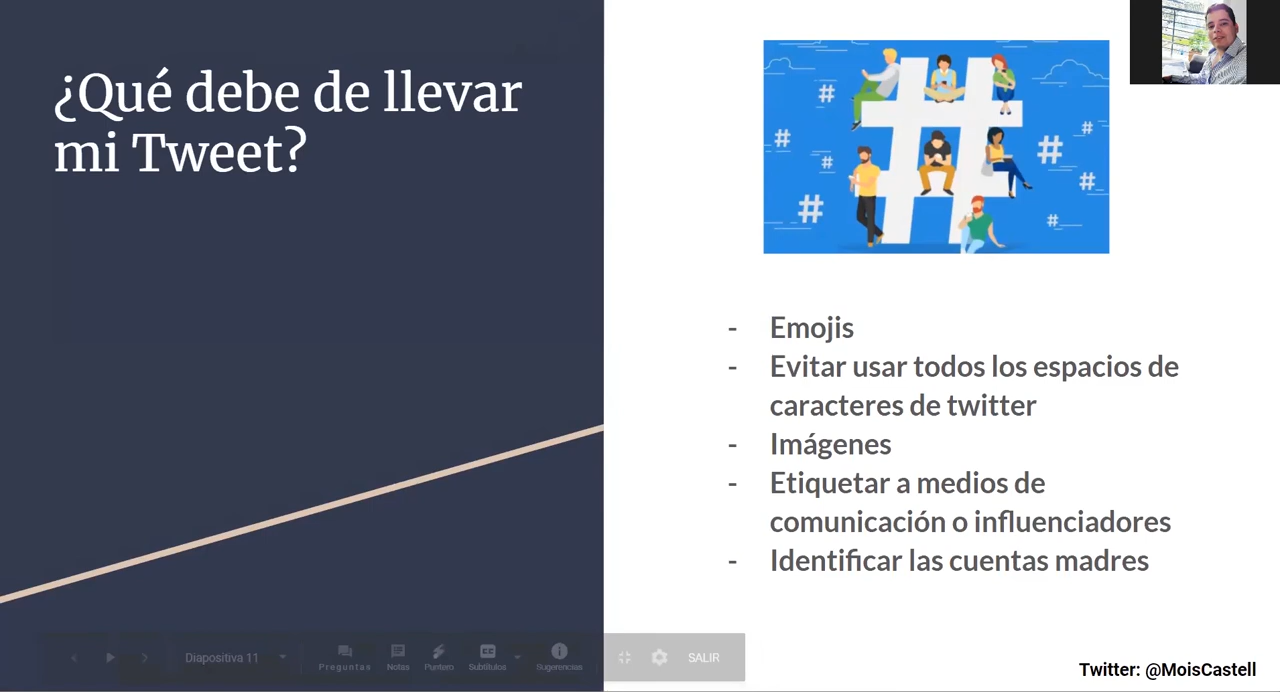 ¿Qué debe de llevar
mi Tweet?
- Emojis
- Evitar usar todos los espacios de
caracteres de twitter
- Imágenes
- Etiquetar a medios de
comunicación o influenciadores
- Identificar las cuentas madres
Diapositiva 11
Preguntas
Notas
Puntero
Subtítulos
Sugerencias
SALIR
Twitter: @MoisCastell